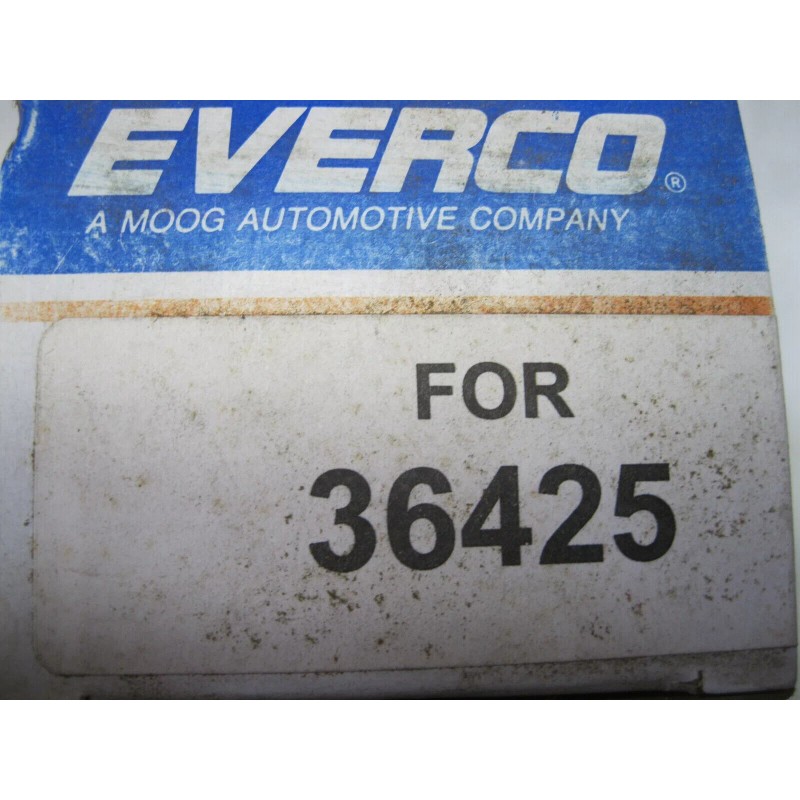 EVERCO®
A MOOG AUTOMOTIVE COMPANY
FOR
36425